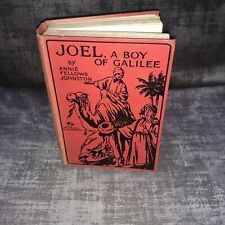 JOEL, A BOY
OF GALILEE
BY
ANNIE
FELLOWS
JOHNSTON